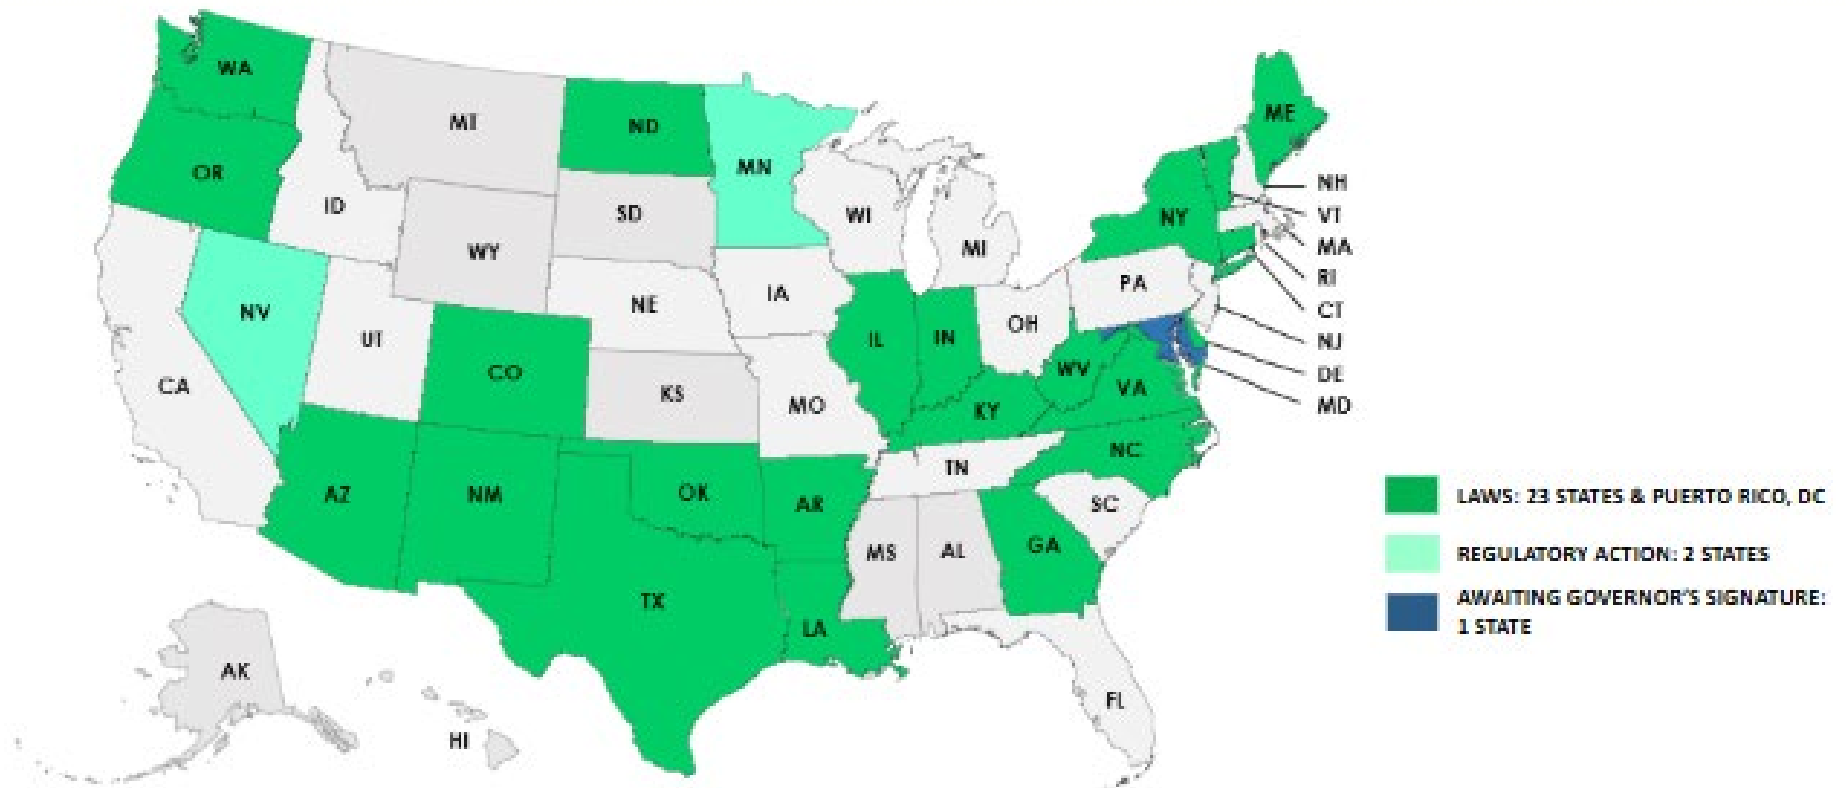 WA
ME
MT
ND
MN
OR
NH
ID
SD
WI
NY
VT
MI
MA
WY
RI
PA
IA
NE
CT
NV
OH
UT
IL
IN
NJ
CO
WV
DE
CA
KS
VA
MD
MO
KY
NC
TN
AZ
NM
OK
AR
SC
LAWS: 23 STATES & PUERTO RICO, DC
MS
AL
GA
REGULATORY ACTION: 2 STATES
TX
AWAITING GOVERNOR'S SIGNATURE:
1 STATE
LA
AK
FL
HI